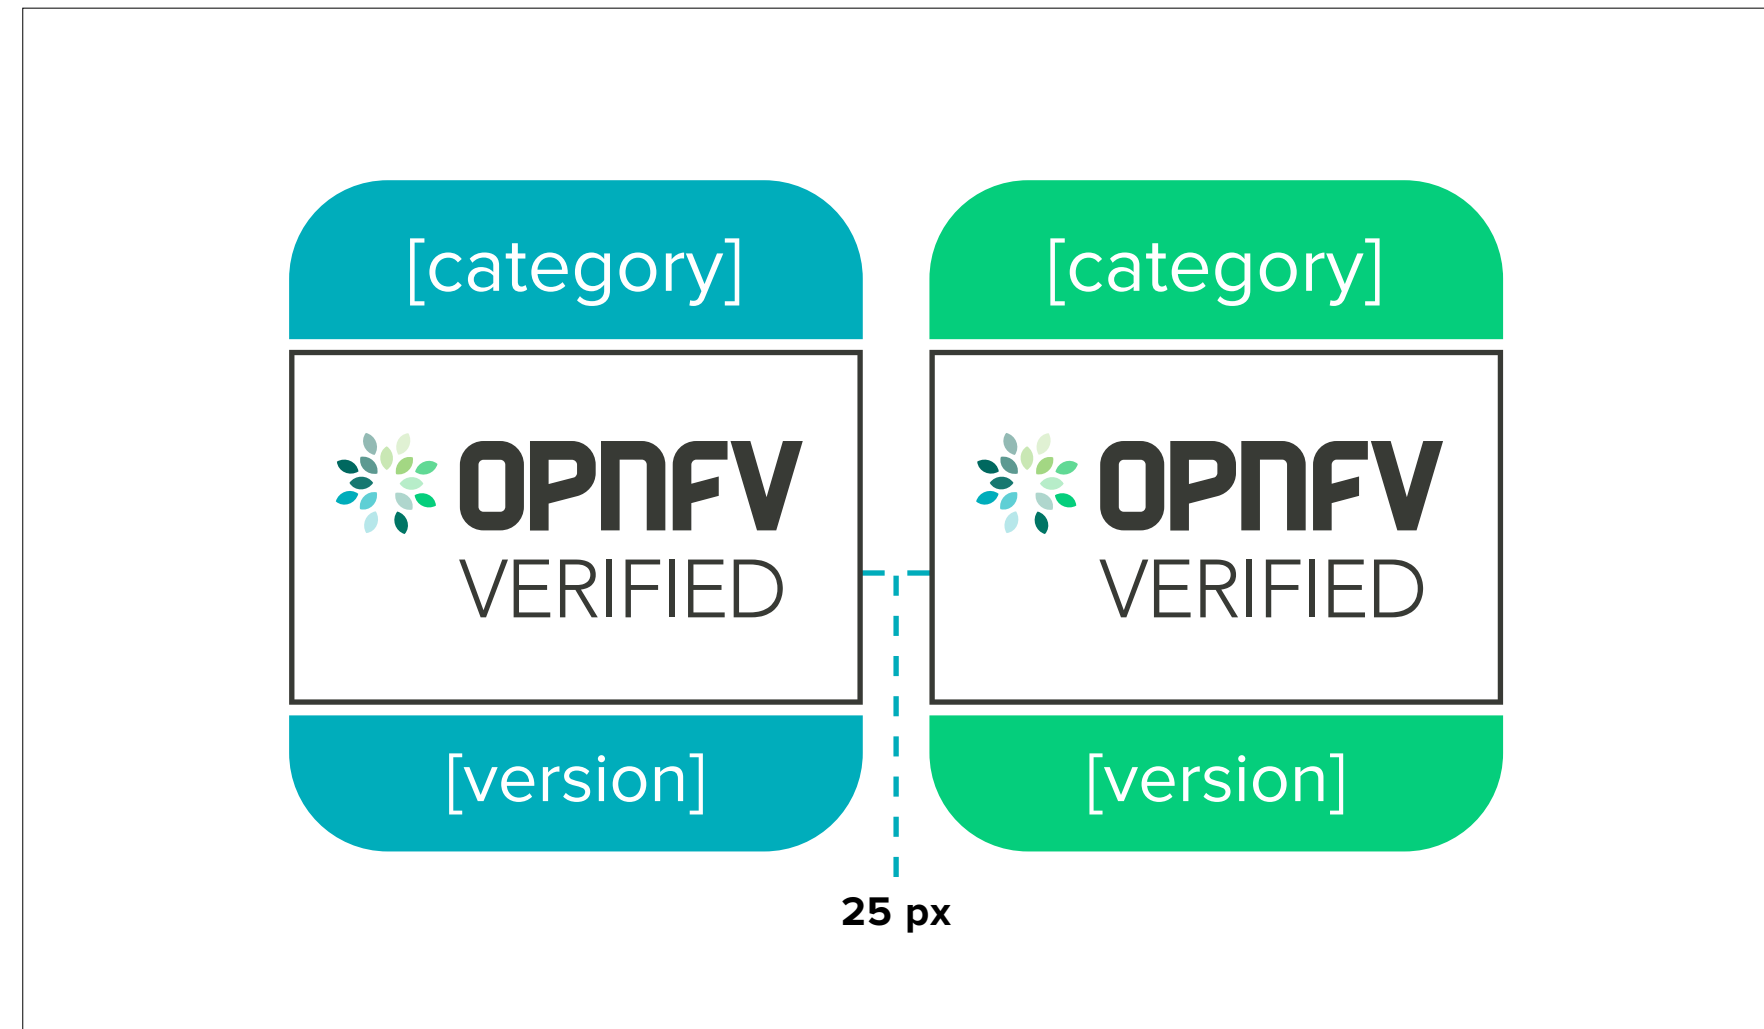 [category]
OPNFV
VERIFIED
[version]
[category]
OPNFV
VERIFIED
[version]
25 px